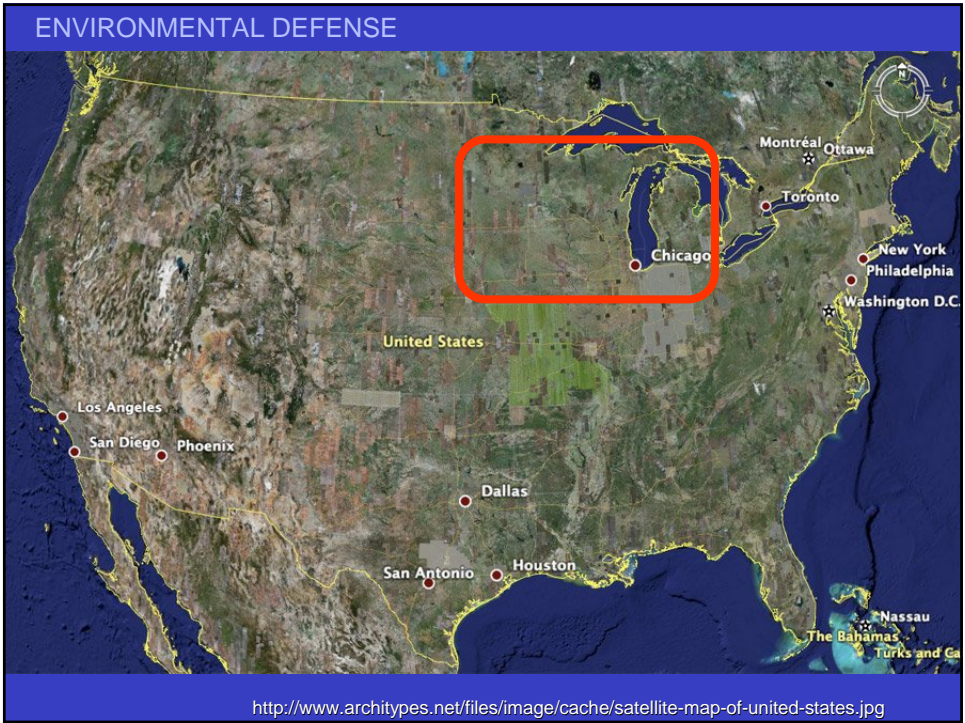 ENVIRONMENTAL DEFENSE
N
Montréal
Ottawa
Toronto
Chicago
New York
Philadelphia
Washington D.C.
United States
Los Angeles
San Diego
Phoenix
Dallas
San Antonio
Houston
Nassau
The Bahamas
Turks and Ca
http://www.architypes.net/files/image/cache/satellite-map-of-united-states.jpg